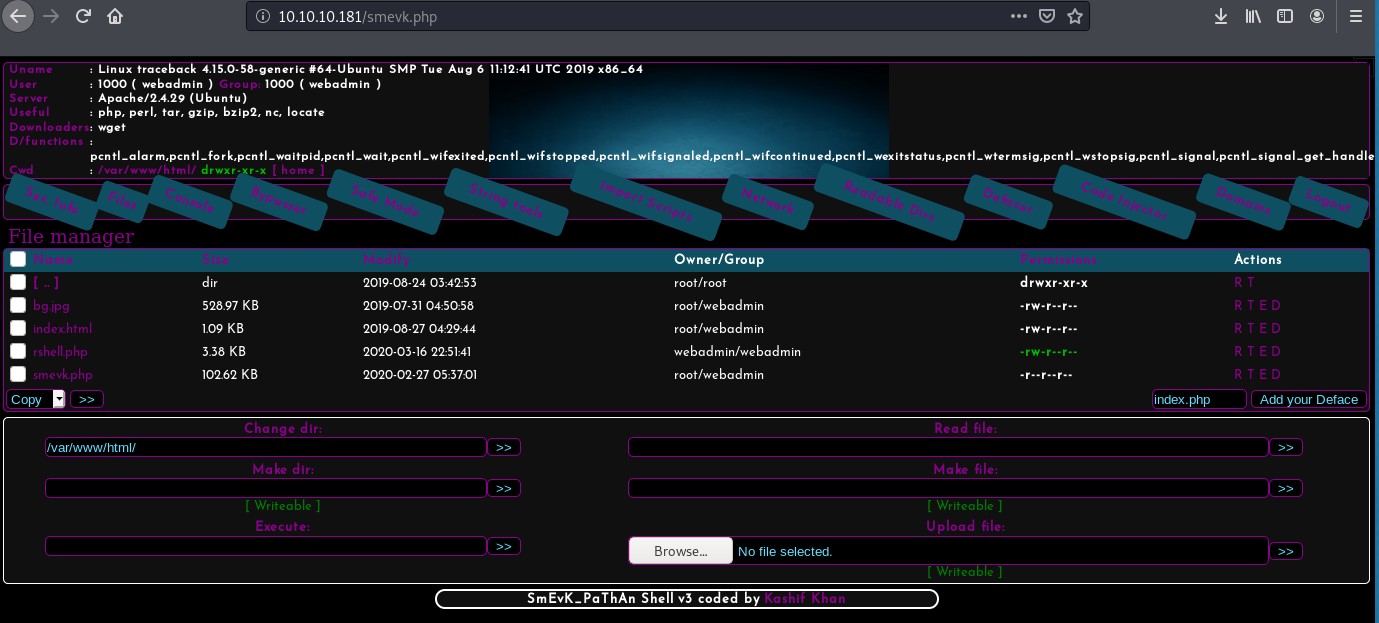 10.10.10.181/smevk.php
Uname : Linux traceback 4.15.0-58-generic #64-Ubuntu SMP Tue Aug 6 11:12:41 UTC 2019 x86_64
User : 1000 ( webadmin ) Group: 1000 ( webadmin )
Server : Apache/2.4.29 (Ubuntu)
Useful : php, perl, tar, gzip, bzip2, nc, locate
Downloaders: wget
D/functions :
pcntl_alarm,pcntl_fork,pcntl_waitpid,pcntl_wait,pcntl_wifexited,pcntl_wifstopped,pcntl_wifsignaled,pcntl_wifcontinued,pcntl_wexitstatus,pcntl_wtermsig,pcntl_wstopsig,pcntl_signal,pcntl_signal_get_handle
Cwd : /var/www/html/ drwxr-xr-x [ home ]
Sec. Info Files Console Bypasser Safe Mode String tools Import Scripts Network Readable Dirs Defacer Code Injector Domains Logout
File manager
Name Size Modify Owner/Group Permissions Actions
[ .. ] dir 2019-08-24 03:42:53 root/root drwxr-xr-x R T
bg.jpg 528.97 KB 2019-07-31 04:50:58 root/webadmin -rw-r--r-- R T E D
index.html 1.09 KB 2019-08-27 04:29:44 root/webadmin -rw-r--r-- R T E D
rshell.php 3.38 KB 2020-03-16 22:51:41 webadmin/webadmin -rw-r--r-- R T E D
smevk.php 102.62 KB 2020-02-27 05:37:01 root/webadmin -r--r--r-- R T E D
Copy >> index.php Add your Deface
Change dir: Read file:
/var/www/html/ >> >>
Make dir: Make file:
>> >>
[ Writeable ] [ Writeable ]
Execute: Upload file:
>> Browse... No file selected. >>
[ Writeable ]
SmEvK_PaThAn Shell v3 coded by Kashif Khan